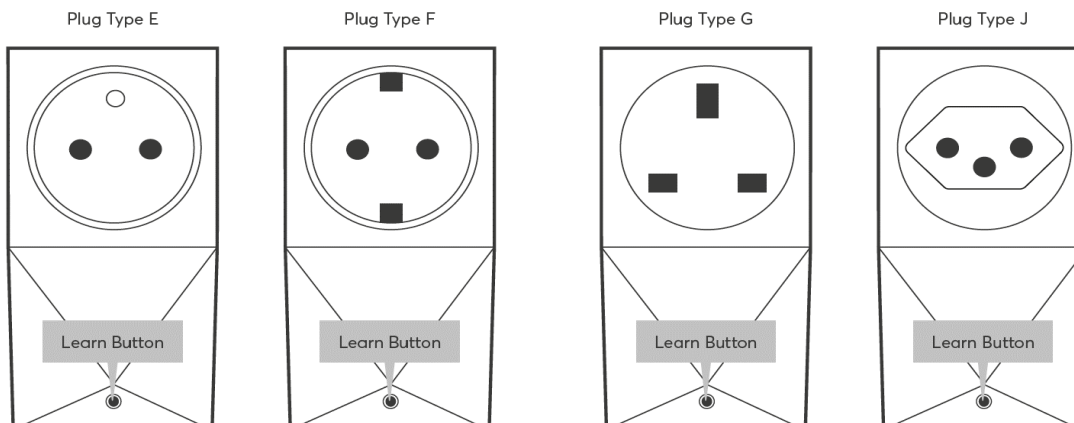 Plug Type E
Plug Type F
Plug Type G
Plug Type J
Learn Button
Learn Button
Learn Button
Learn Button